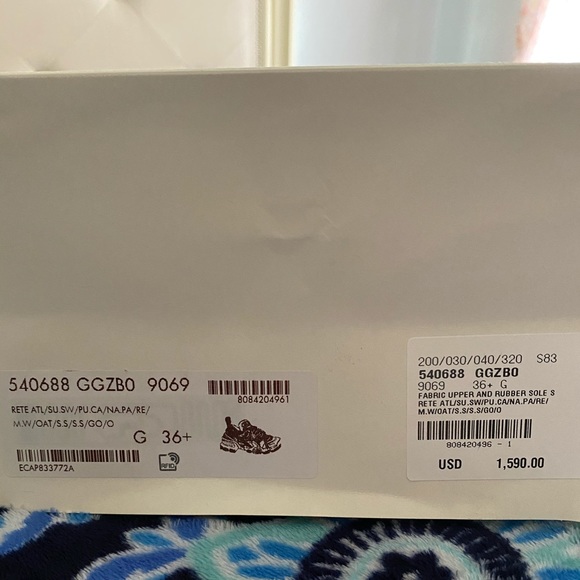 540688 GGZB0 9069
8084204961
RETE ATL/SU.SW/PU.CA/NA.PA/RE/
M.W/OAT/S.S/S.S/GO/O
G 36+
ECAP833772A
RFID
200/030/040/320 S83
540688 GGZB0
9069 36+ G
FABRIC UPPER AND RUBBER SOLE S
RETE ATL/SU.SW/PU.CA/NA.PA/RE/
M.W/OAT/S.S/S.S/GO/O
808420496 - 1
USD 1,590.00